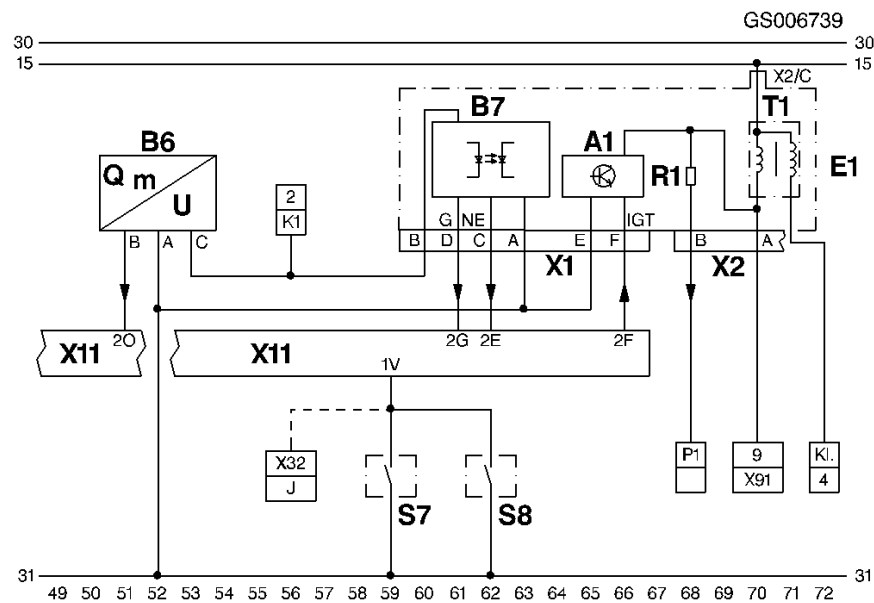 GS006739
30 30
15 15
X2/C
B7 T1
B6 A1
R1 E1
Q m
U
2
K1
G NE IGT
B A C
B D C A E F B A
X1 X2
2O 2G 2E 2F
X11 X11
1V
X32
J
P1
9
X91
Kl.
4
S7 S8
31 31
49 50 51 52 53 54 55 56 57 58 59 60 61 62 63 64 65 66 67 68 69 70 71 72